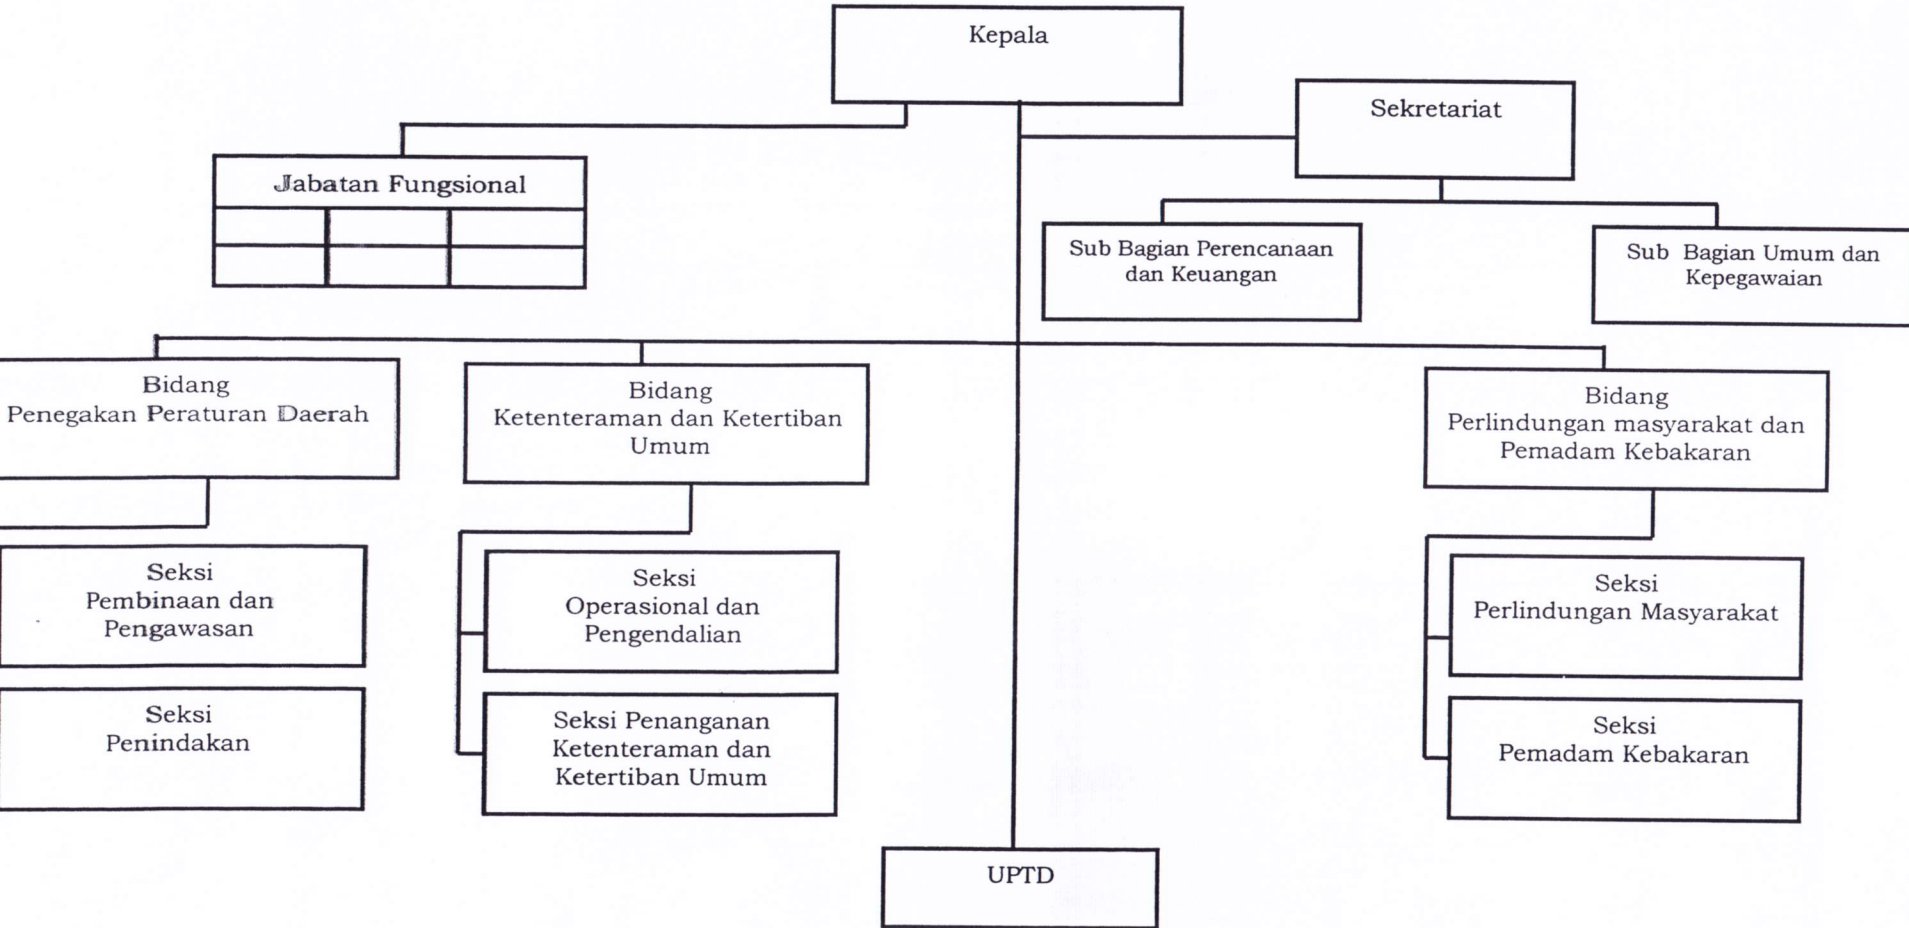 Kepala
Sekretariat
Jabatan Fungsional
Sub Bagian Perencanaan
dan Keuangan
Sub Bagian Umum dan
Kepegawaian
Bidang
Penegakan Peraturan Daerah
Bidang
Ketenteraman dan Ketertiban
Umum
Bidang
Perlindungan masyarakat dan
Pemadam Kebakaran
Seksi
Pembinaan dan
Pengawasan
Seksi
Operasional dan
Pengendalian
Seksi
Perlindungan Masyarakat
Seksi
Penindakan
Seksi Penanganan
Ketenteraman dan
Ketertiban Umum
Seksi
Pemadam Kebakaran
UPTD